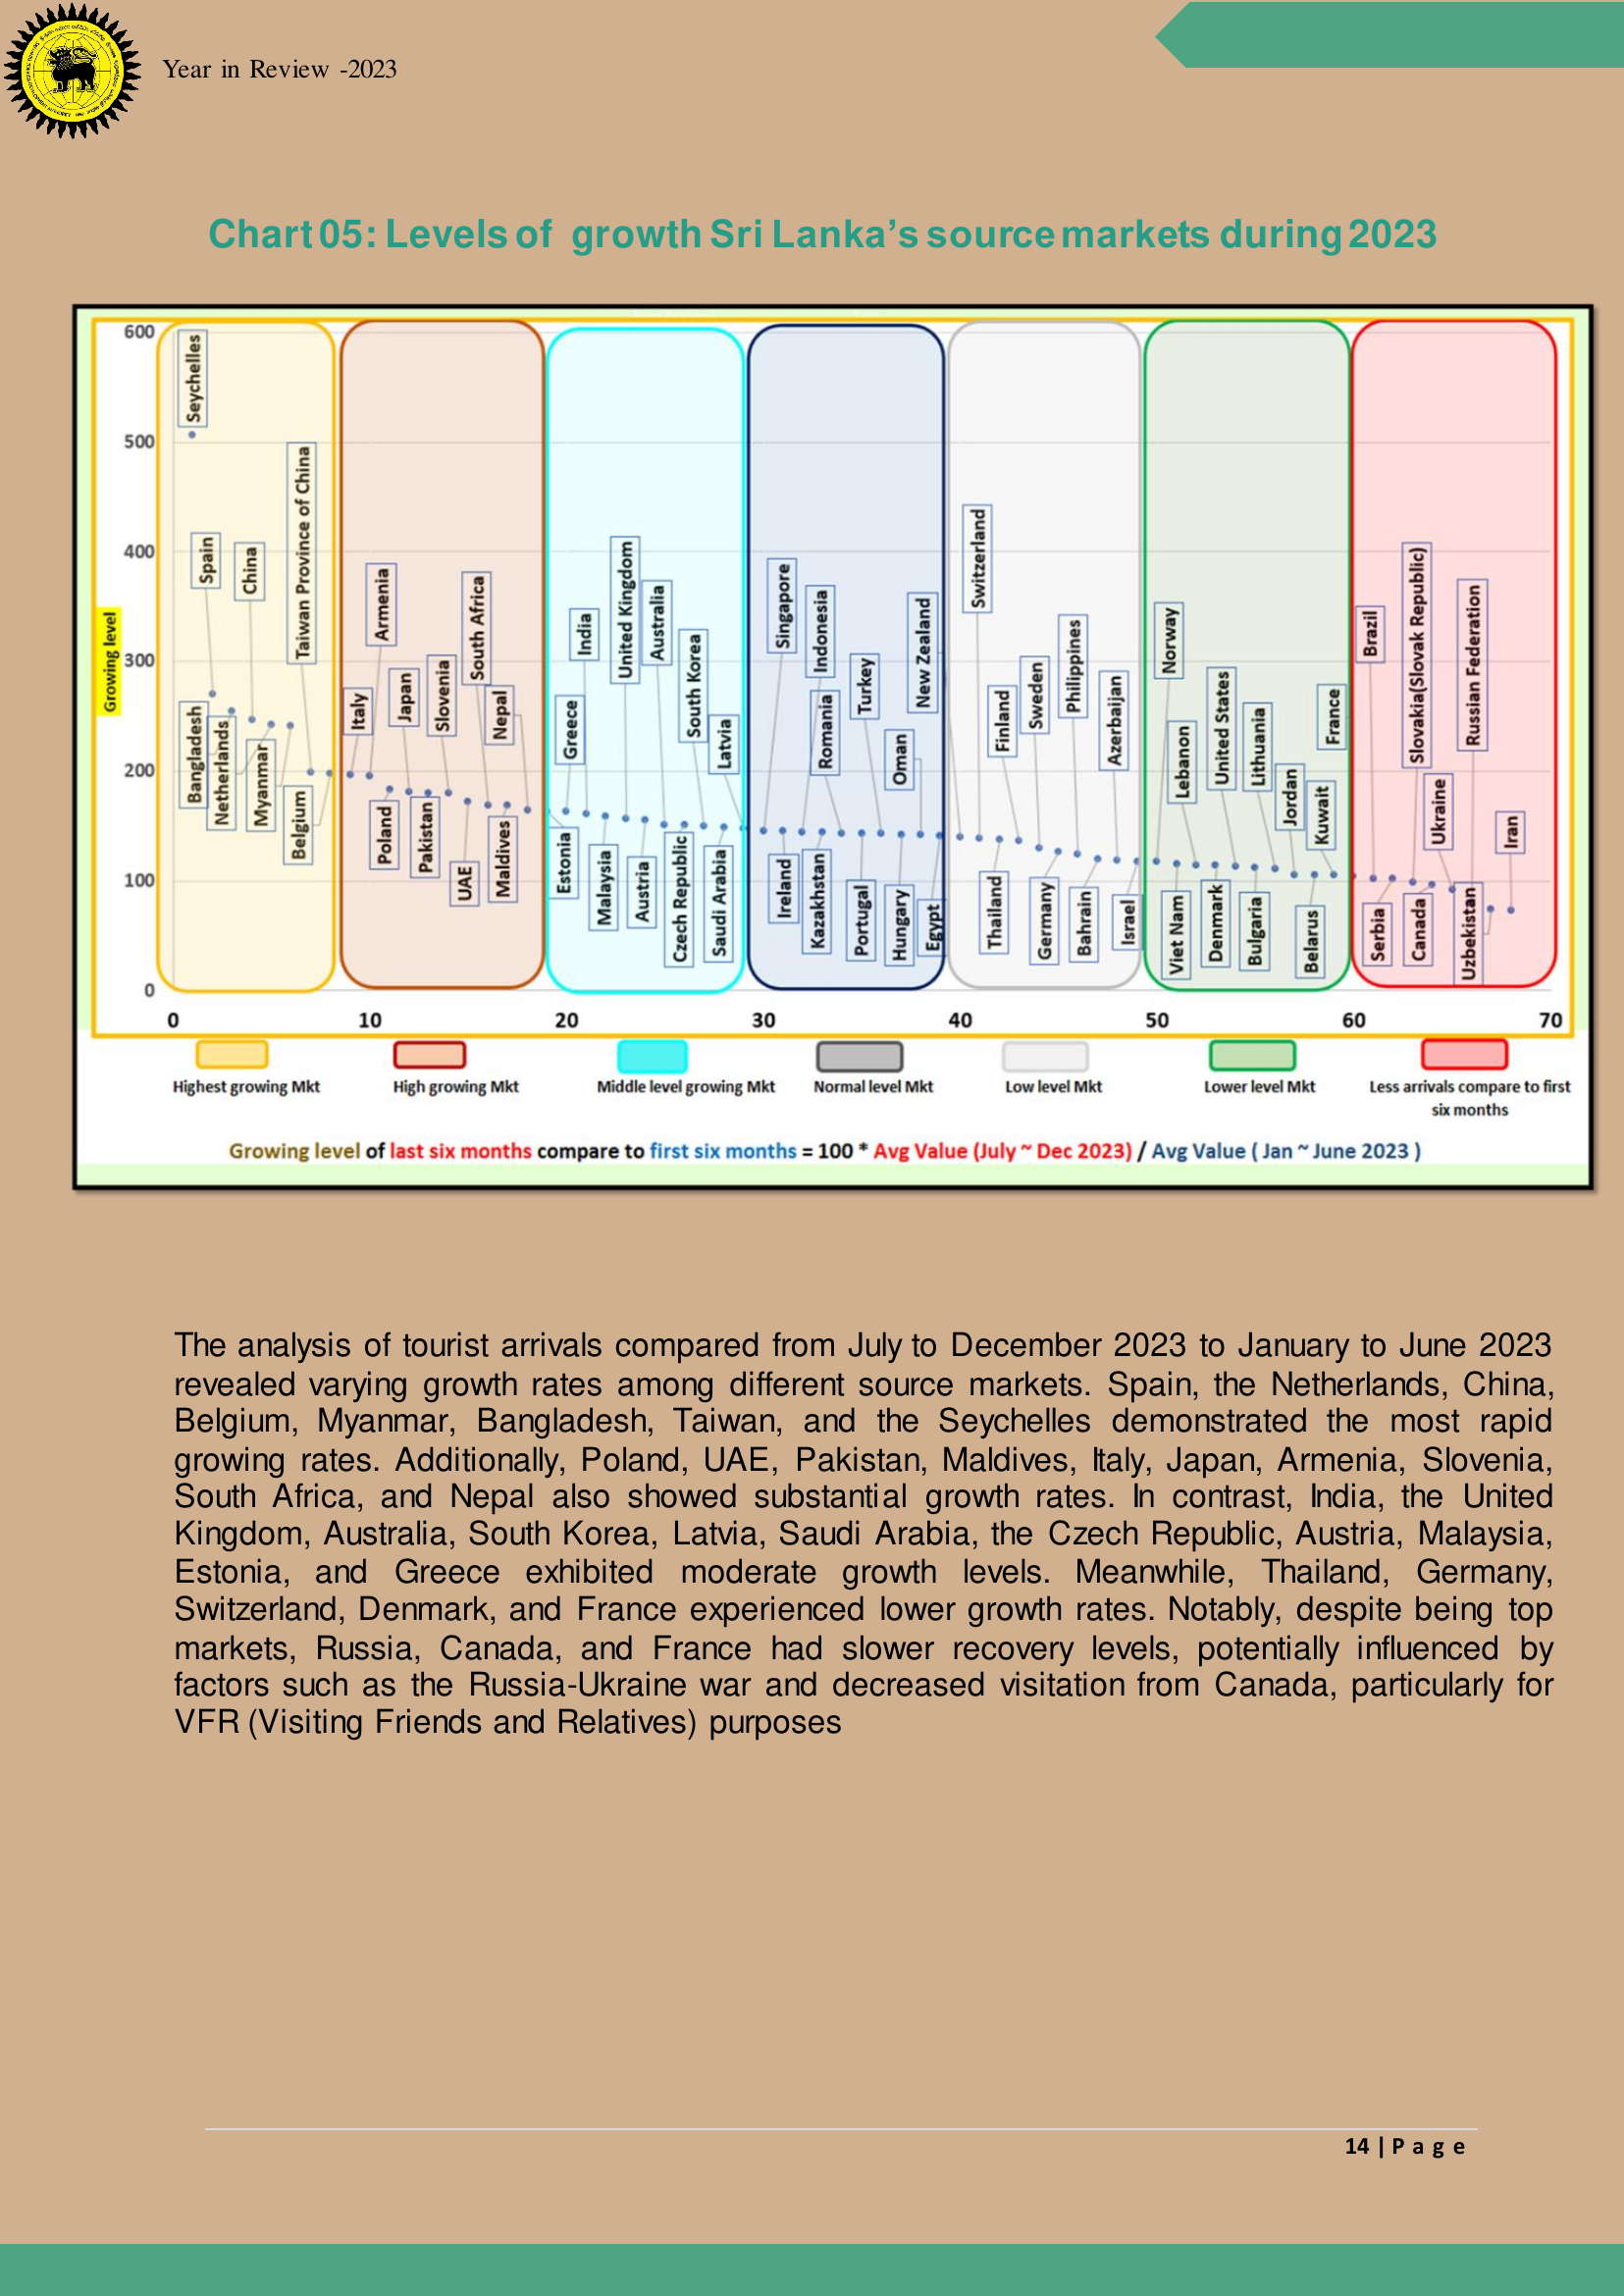 Year in Review -2023
Chart 05: Levels of growth Sri Lanka's source markets during 2023
600
500
400
300
200
100
0
Growing level
Seychelles
Spain
China
Taiwan Province of China
Bangladesh
Netherlands
Myanmar
Belgium
Italy
Armenia
Japan
Slovenia
South Africa
Nepal
Poland
Pakistan
UAE
Maldives
Greece
India
United Kingdom
Australia
South Korea
Latvia
Estonia
Malaysia
Austria
Czech Republic
Saudi Arabia
Singapore
Indonesia
Romania
Turkey
Oman
New Zealand
Ireland
Kazakhstan
Portugal
Hungary
Egypt
Switzerland
Finland
Sweden
Philippines
Azerbaijan
Thailand
Germany
Bahrain
Israel
Norway
Lebanon
United States
Lithuania
Jordan
Kuwait
France
Viet Nam
Denmark
Bulgaria
Belarus
Brazil
Slovakia(Slovak Republic)
Ukraine
Russian Federation
Iran
Serbia
Canada
Uzbekistan
0 10 20 30 40 50 60 70
Highest growing Mkt High growing Mkt Middle level growing Mkt Normal level Mkt Low level Mkt Lower level Mkt Less arrivals compare to first
six months
Growing level of last six months compare to first six months = 100 * Avg Value (July ~ Dec 2023) / Avg Value ( Jan ~ June 2023 )
The analysis of tourist arrivals compared from July to December 2023 to January to June 2023
revealed varying growth rates among different source markets. Spain, the Netherlands, China,
Belgium, Myanmar, Bangladesh, Taiwan, and the Seychelles demonstrated the most rapid
growing rates. Additionally, Poland, UAE, Pakistan, Maldives, Italy, Japan, Armenia, Slovenia,
South Africa, and Nepal also showed substantial growth rates. In contrast, India, the United
Kingdom, Australia, South Korea, Latvia, Saudi Arabia, the Czech Republic, Austria, Malaysia,
Estonia, and Greece exhibited moderate growth levels. Meanwhile, Thailand, Germany,
Switzerland, Denmark, and France experienced lower growth rates. Notably, despite being top
markets, Russia, Canada, and France had slower recovery levels, potentially influenced by
factors such as the Russia-Ukraine war and decreased visitation from Canada, particularly for
VFR (Visiting Friends and Relatives) purposes
14 | P a g e